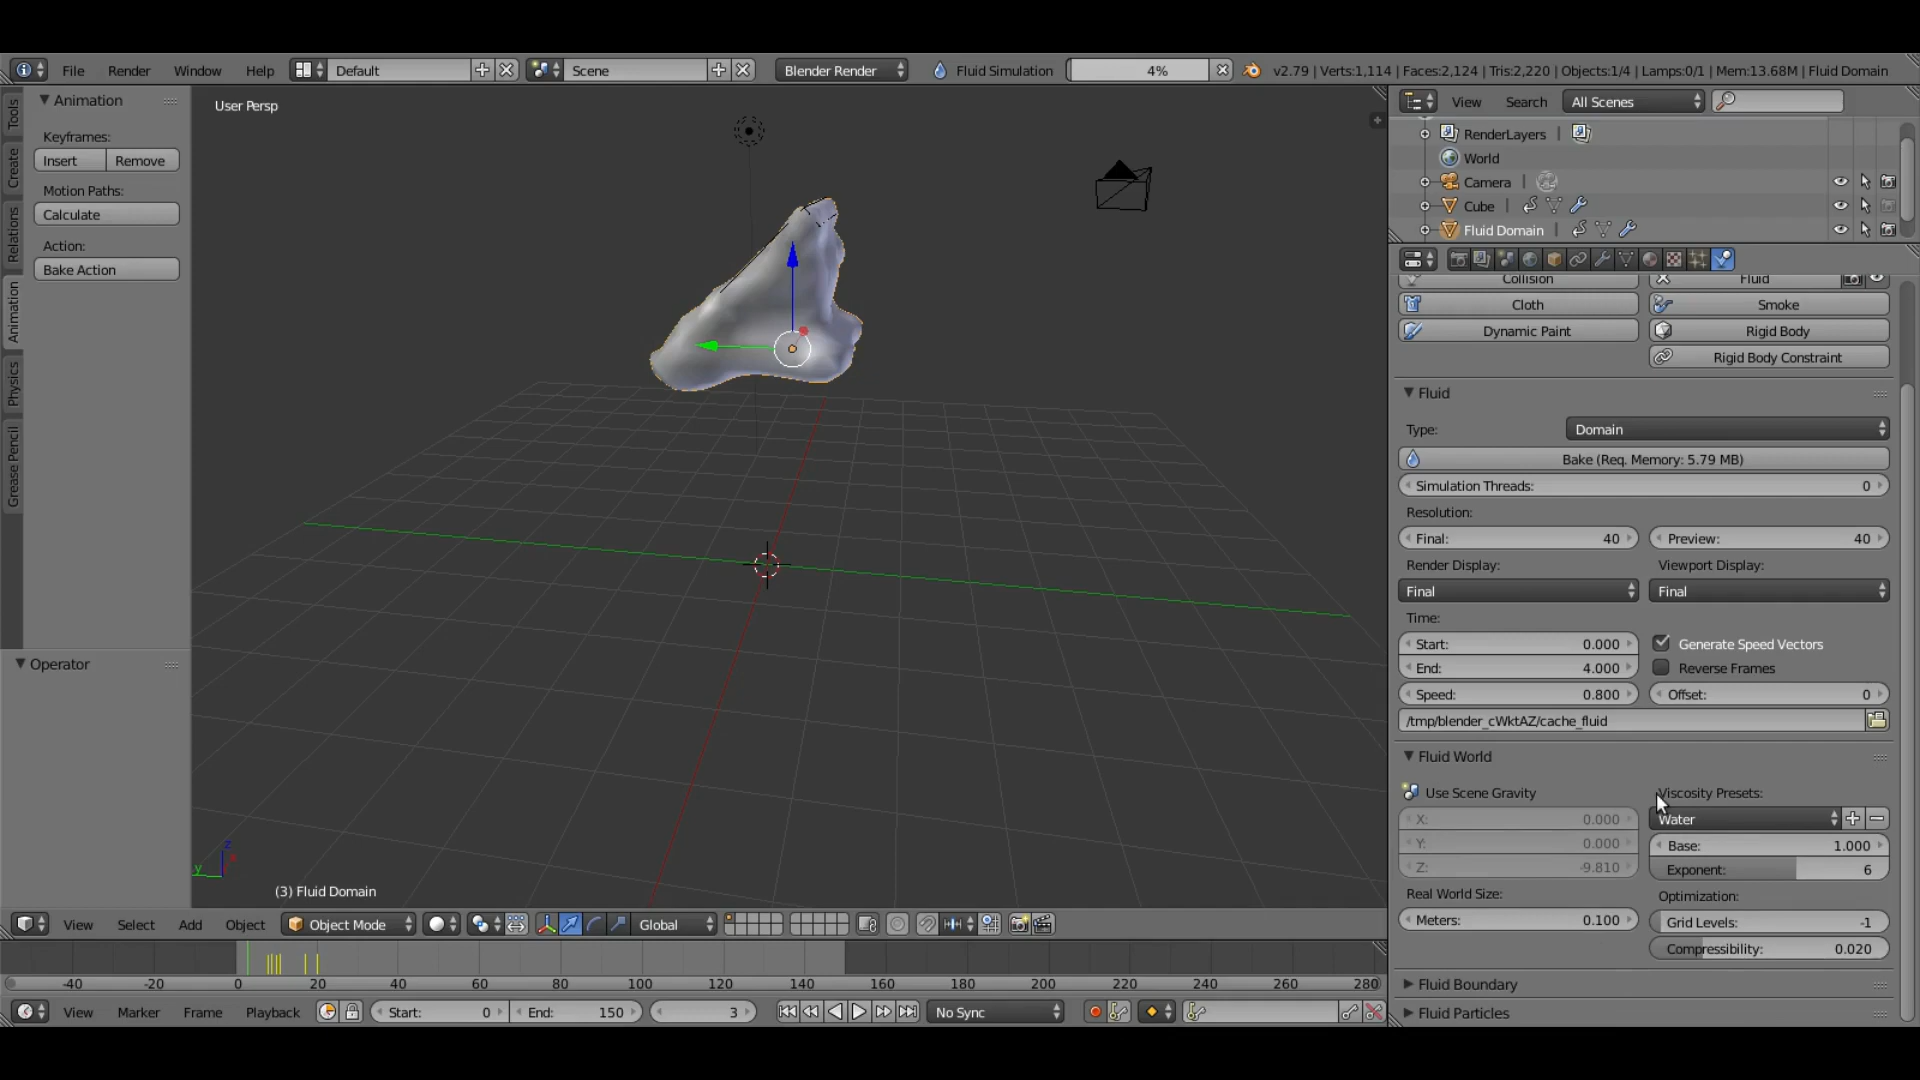 File Render Window Help Default Scene Blender Render Fluid Simulation 4% v2.79 | Verts:1,114 | Faces:2,124 | Tris:2,220 | Objects:1/4 | Lamps:0/1 | Mem:13.68M | Fluid Domain
Tools
Create
Relations
Animation
Physics
Grease Pencil
Animation
Keyframes:
Insert Remove
Motion Paths:
Calculate
Action:
Bake Action
Operator
User Persp
z
y x
(3) Fluid Domain
View Search All Scenes
RenderLayers |
World
Camera |
Cube |
Fluid Domain |
Collision Fluid
Cloth Smoke
Dynamic Paint Rigid Body
Rigid Body Constraint
Fluid
Type: Domain
Bake (Req. Memory: 5.79 MB)
Simulation Threads: 0
Resolution:
Final: 40 Preview: 40
Render Display: Viewport Display:
Final Final
Time:
Start: 0.000 Generate Speed Vectors
End: 4.000 Reverse Frames
Speed: 0.800 Offset: 0
/tmp/blender_cWktAZ/cache_fluid
Fluid World
Use Scene Gravity Viscosity Presets:
X: 0.000 Water
Y: 0.000 Base: 1.000
Z: -9.810 Exponent: 6
Real World Size: Optimization:
Meters: 0.100 Grid Levels: -1
Compressibility: 0.020
Fluid Boundary
Fluid Particles
View Select Add Object Object Mode Global
-40 -20 0 20 40 60 80 100 120 140 160 180 200 220 240 260 280
View Marker Frame Playback Start: 0 End: 150 3 No Sync